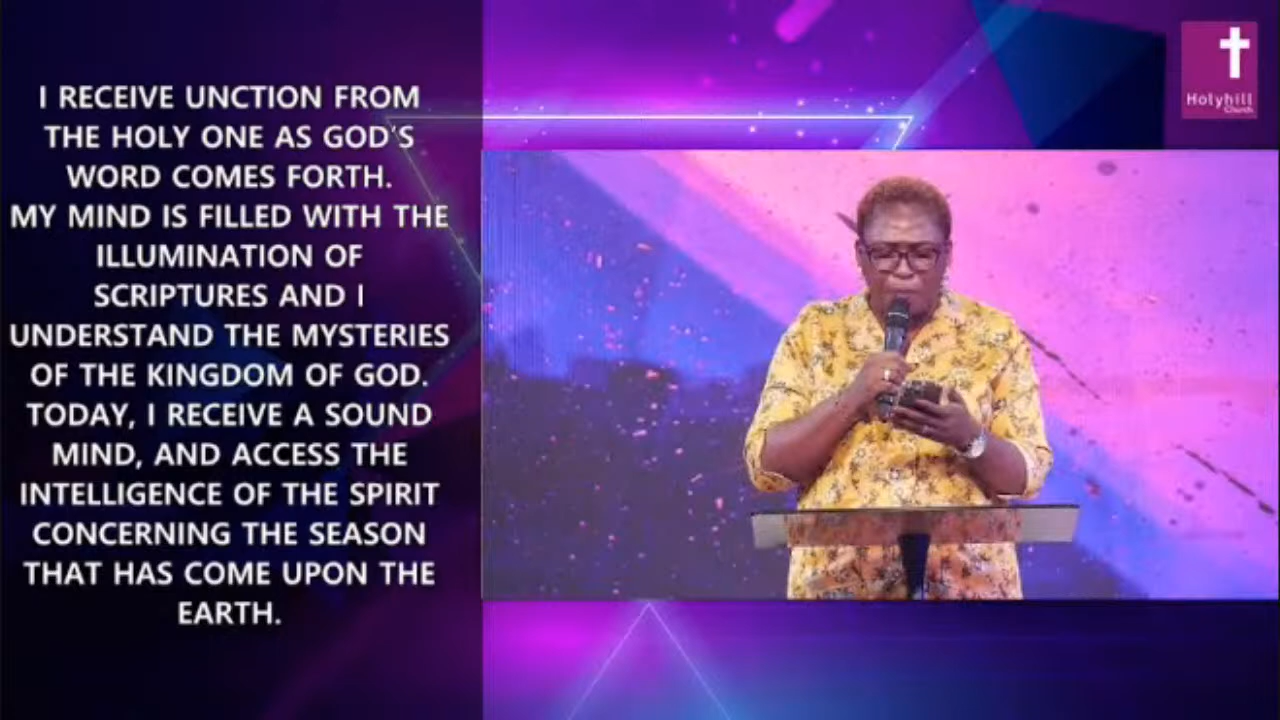 I RECEIVE UNCTION FROM
THE HOLY ONE AS GOD'S
WORD COMES FORTH.
MY MIND IS FILLED WITH THE
ILLUMINATION OF
SCRIPTURES AND I
UNDERSTAND THE MYSTERIES
OF THE KINGDOM OF GOD.
TODAY, I RECEIVE A SOUND
MIND, AND ACCESS THE
INTELLIGENCE OF THE SPIRIT
CONCERNING THE SEASON
THAT HAS COME UPON THE
EARTH.
Holyhill
Church